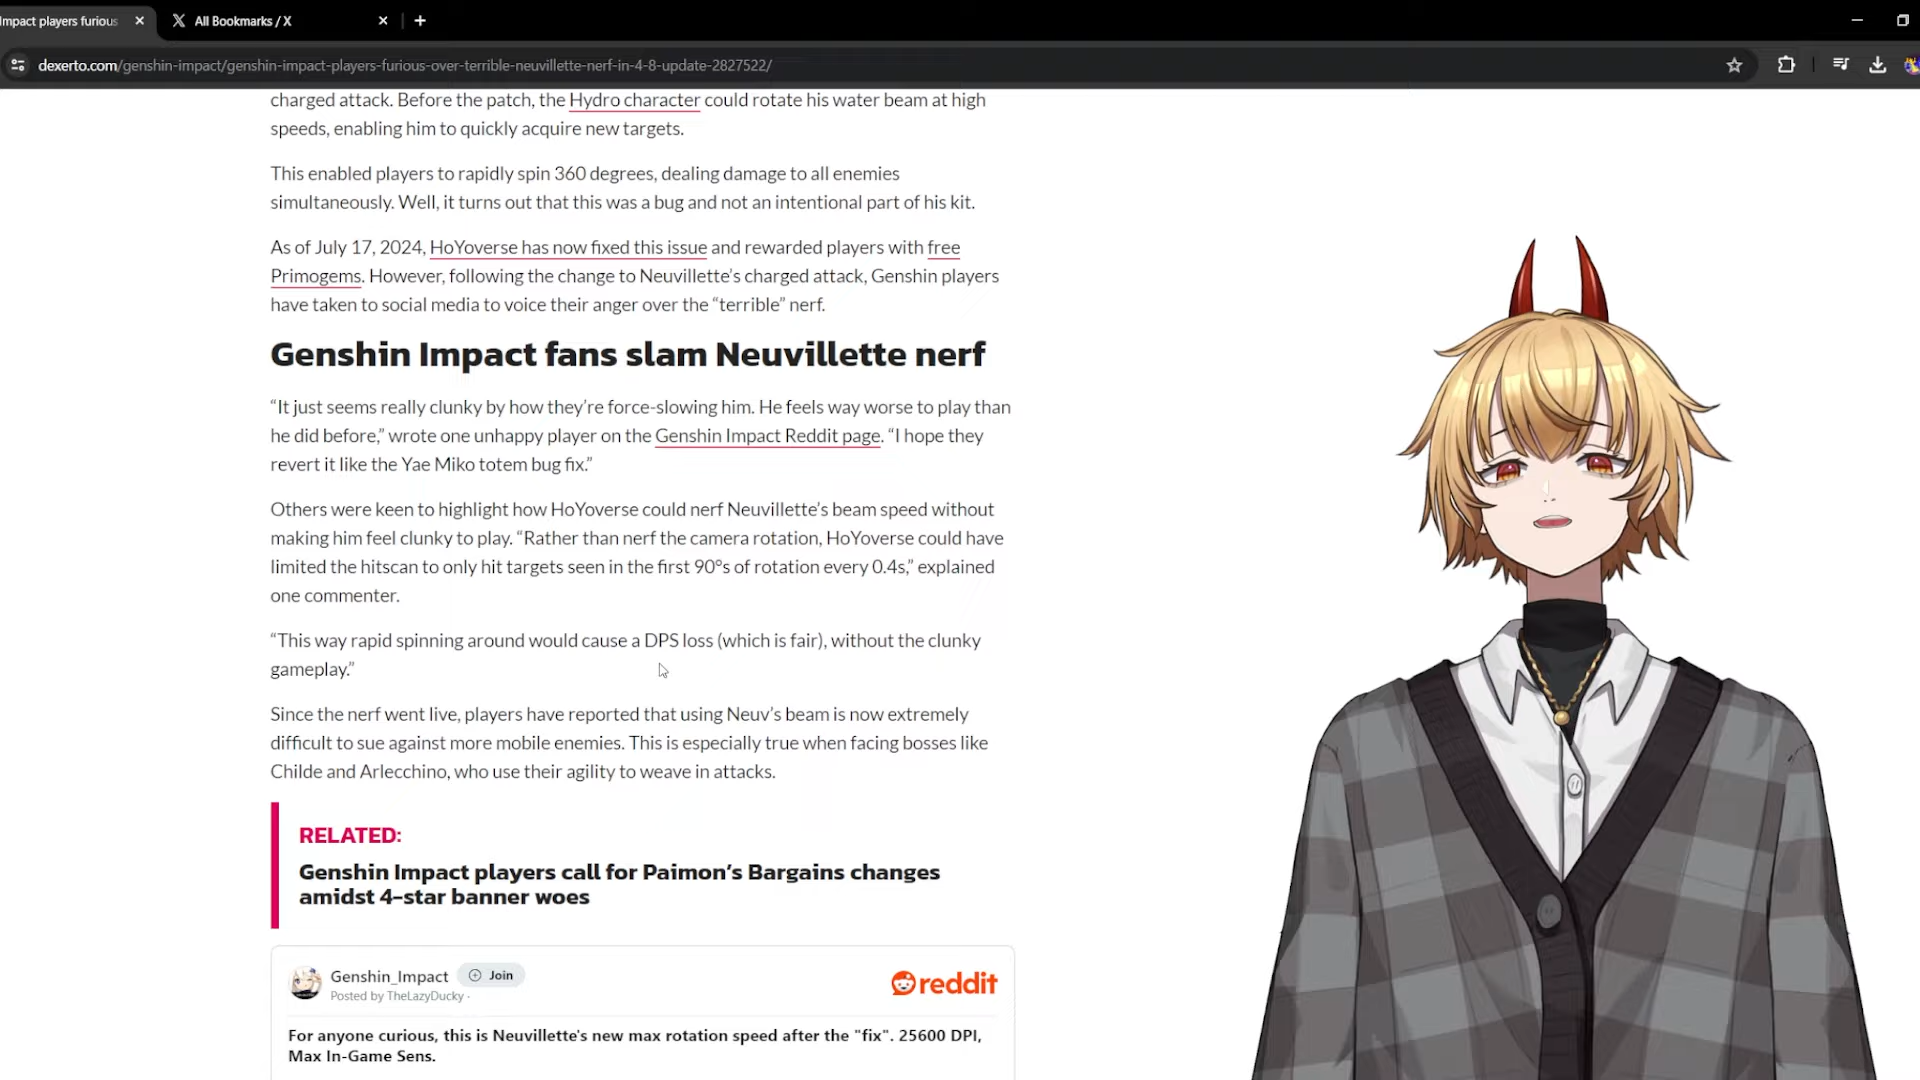 Impact players furious
All Bookmarks / X
dexerto.com/genshin-impact/genshin-impact-players-furious-over-terrible-neuvillette-nerf-in-4-8-update-2827522/
charged attack. Before the patch, the Hydro character could rotate his water beam at high
speeds, enabling him to quickly acquire new targets.
This enabled players to rapidly spin 360 degrees, dealing damage to all enemies
simultaneously. Well, it turns out that this was a bug and not an intentional part of his kit.
As of July 17, 2024, HoYoverse has now fixed this issue and rewarded players with free
Primogems. However, following the change to Neuvillette’s charged attack, Genshin players
have taken to social media to voice their anger over the “terrible” nerf.
Genshin Impact fans slam Neuvillette nerf
“It just seems really clunky by how they’re force-slowing him. He feels way worse to play than
he did before,” wrote one unhappy player on the Genshin Impact Reddit page. “I hope they
revert it like the Yae Miko totem bug fix.”
Others were keen to highlight how HoYoverse could nerf Neuvillette’s beam speed without
making him feel clunky to play. “Rather than nerf the camera rotation, HoYoverse could have
limited the hitscan to only hit targets seen in the first 90°s of rotation every 0.4s,” explained
one commenter.
“This way rapid spinning around would cause a DPS loss (which is fair), without the clunky
gameplay.”
Since the nerf went live, players have reported that using Neuv’s beam is now extremely
difficult to sue against more mobile enemies. This is especially true when facing bosses like
Childe and Arlecchino, who use their agility to weave in attacks.
RELATED:
Genshin Impact players call for Paimon’s Bargains changes
amidst 4-star banner woes
Genshin_Impact Join
reddit
Posted by TheLazyDucky ·
For anyone curious, this is Neuvillette's new max rotation speed after the "fix". 25600 DPI,
Max In-Game Sens.